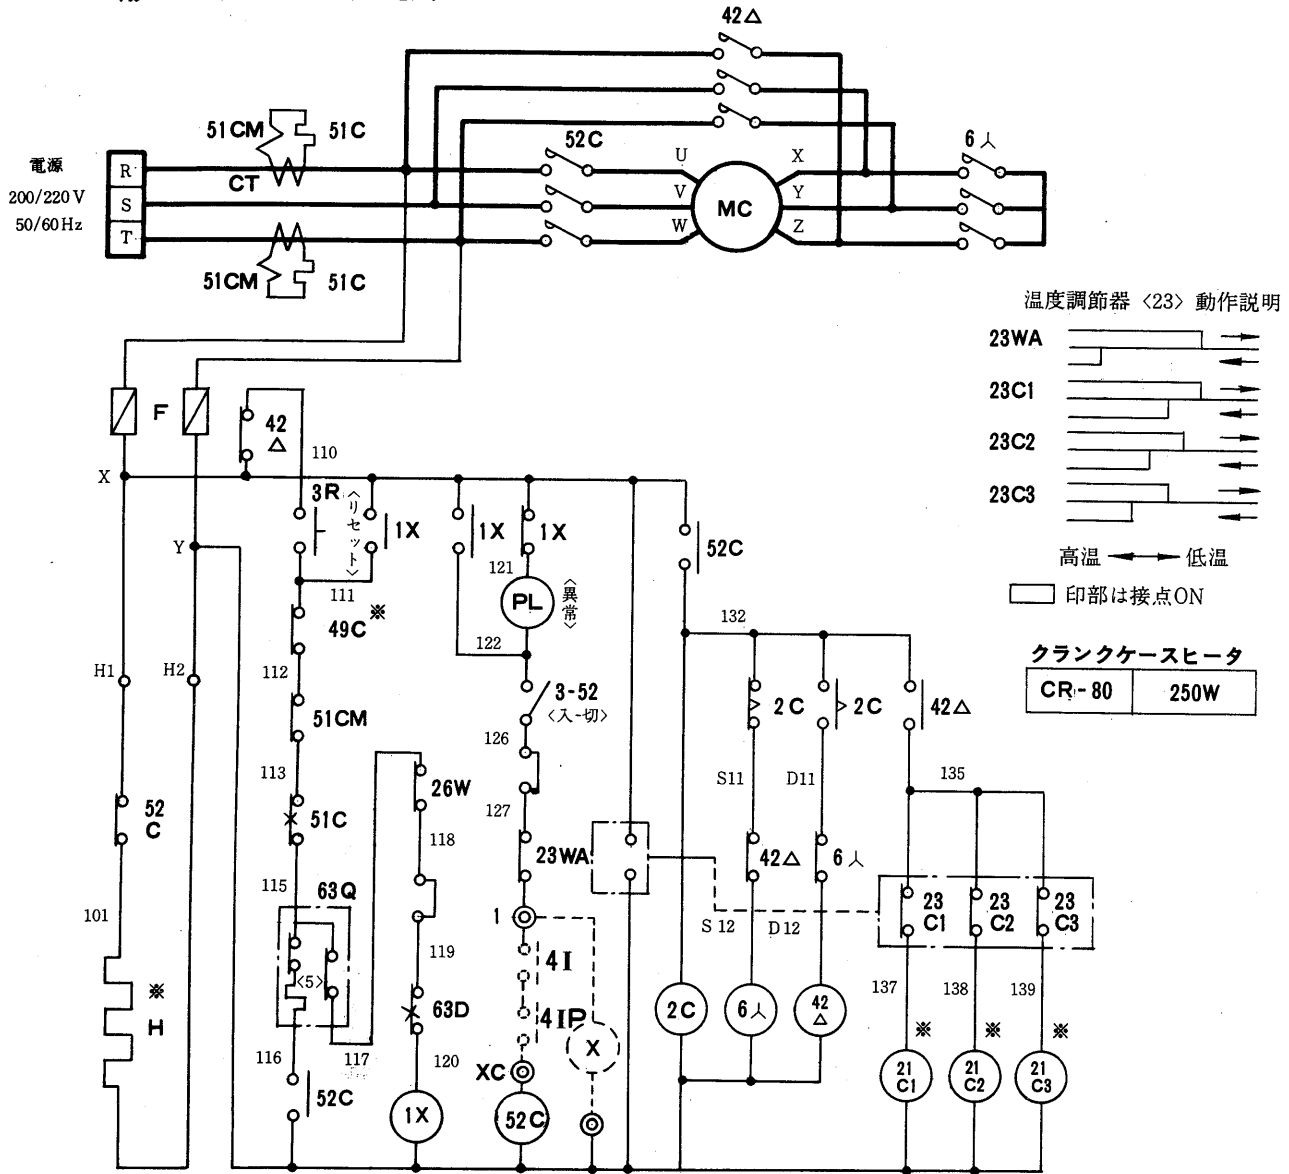 42△
51CM
51C
52C
6人
電源
200/220V
50/60Hz
R
S
T
CT
U
V
W
MC
X
Y
Z
51CM
51C
温度調節器〈23〉動作説明
23WA
23C1
23C2
23C3
高温 ◀─▶ 低温
印部は接点ON
クランクケースヒータ
CR-80
250W
F
42
△
110
X
3R
〈リセット〉
1X
1X
1X
52C
Y
111
121
PL
〈異常〉
49C
※
122
132
H1
H2
112
3-52
〈入-切〉
2C
2C
42△
51CM
126
113
26W
S11
D11
135
52
C
51C
127
118
23WA
42△
6人
115
63Q
23
C1
23
C2
23
C3
101
1
S12
D12
119
4I
〈5〉
137
138
139
※
H
63D
4IP
2C
6人
42
△
X
※
※
※
116
117
120
XC
21
C1
21
C2
21
C3
52C
1X
52C